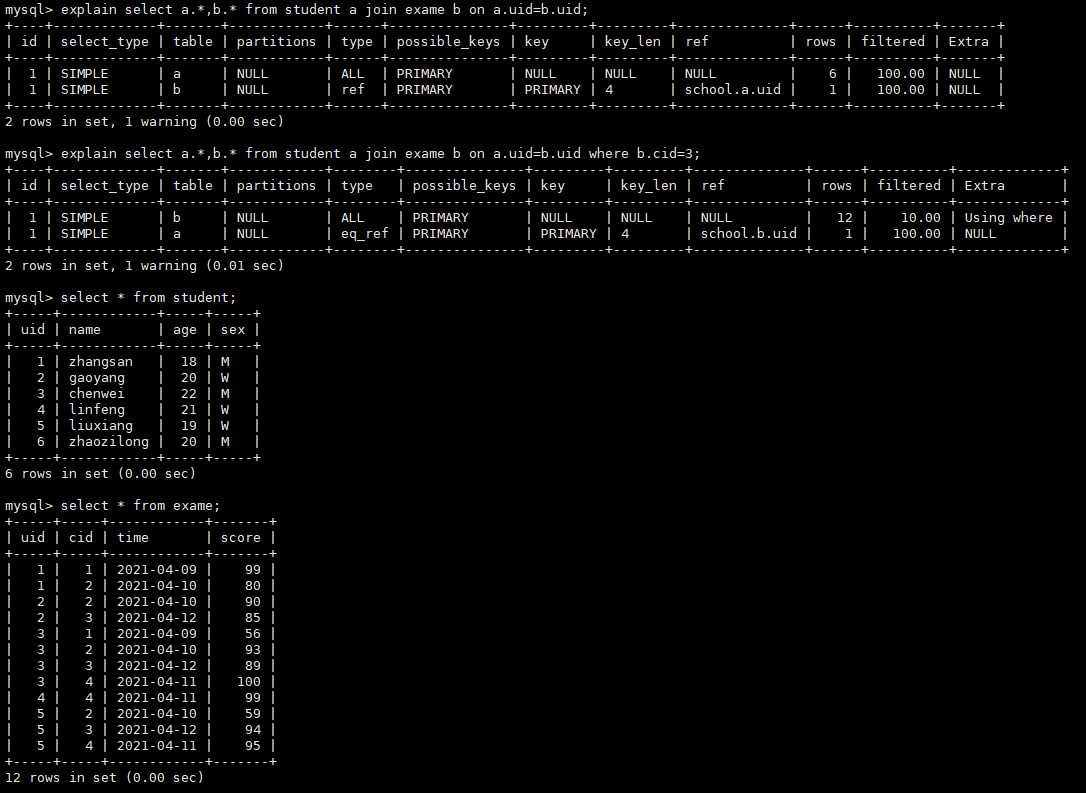 mysql> explain select a.*,b.* from student a join exame b on a.uid=b.uid;
+----+-------------+-------+------------+------+---------------+---------+---------+--------------+------+----------+-------+
| id | select_type | table | partitions | type | possible_keys | key     | key_len | ref          | rows | filtered | Extra |
+----+-------------+-------+------------+------+---------------+---------+---------+--------------+------+----------+-------+
|  1 | SIMPLE      | a     | NULL       | ALL  | PRIMARY       | NULL    | NULL    | NULL         |    6 |   100.00 | NULL  |
|  1 | SIMPLE      | b     | NULL       | ref  | PRIMARY       | PRIMARY | 4       | school.a.uid |    1 |   100.00 | NULL  |
+----+-------------+-------+------------+------+---------------+---------+---------+--------------+------+----------+-------+
2 rows in set, 1 warning (0.00 sec)
mysql> explain select a.*,b.* from student a join exame b on a.uid=b.uid where b.cid=3;
+----+-------------+-------+------------+--------+---------------+---------+---------+--------------+------+----------+-------------+
| id | select_type | table | partitions | type   | possible_keys | key     | key_len | ref          | rows | filtered | Extra       |
+----+-------------+-------+------------+--------+---------------+---------+---------+--------------+------+----------+-------------+
|  1 | SIMPLE      | b     | NULL       | ALL    | PRIMARY       | NULL    | NULL    | NULL         |   12 |    10.00 | Using where |
|  1 | SIMPLE      | a     | NULL       | eq_ref | PRIMARY       | PRIMARY | 4       | school.b.uid |    1 |   100.00 | NULL        |
+----+-------------+-------+------------+--------+---------------+---------+---------+--------------+------+----------+-------------+
2 rows in set, 1 warning (0.01 sec)
mysql> select * from student;
+-----+------------+-----+-----+
| uid | name       | age | sex |
+-----+------------+-----+-----+
|   1 | zhangsan   |  18 | M   |
|   2 | gaoyang    |  20 | W   |
|   3 | chenwei    |  22 | M   |
|   4 | linfeng    |  21 | W   |
|   5 | liuxiang   |  19 | W   |
|   6 | zhaozilong |  20 | M   |
+-----+------------+-----+-----+
6 rows in set (0.00 sec)
mysql> select * from exame;
+-----+-----+------------+-------+
| uid | cid | time       | score |
+-----+-----+------------+-------+
|   1 |   1 | 2021-04-09 |    99 |
|   1 |   2 | 2021-04-10 |    80 |
|   2 |   2 | 2021-04-10 |    90 |
|   2 |   3 | 2021-04-12 |    85 |
|   3 |   1 | 2021-04-09 |    56 |
|   3 |   2 | 2021-04-10 |    93 |
|   3 |   3 | 2021-04-12 |    89 |
|   3 |   4 | 2021-04-11 |   100 |
|   4 |   4 | 2021-04-11 |    99 |
|   5 |   2 | 2021-04-10 |    59 |
|   5 |   3 | 2021-04-12 |    94 |
|   5 |   4 | 2021-04-11 |    95 |
+-----+-----+------------+-------+
12 rows in set (0.00 sec)